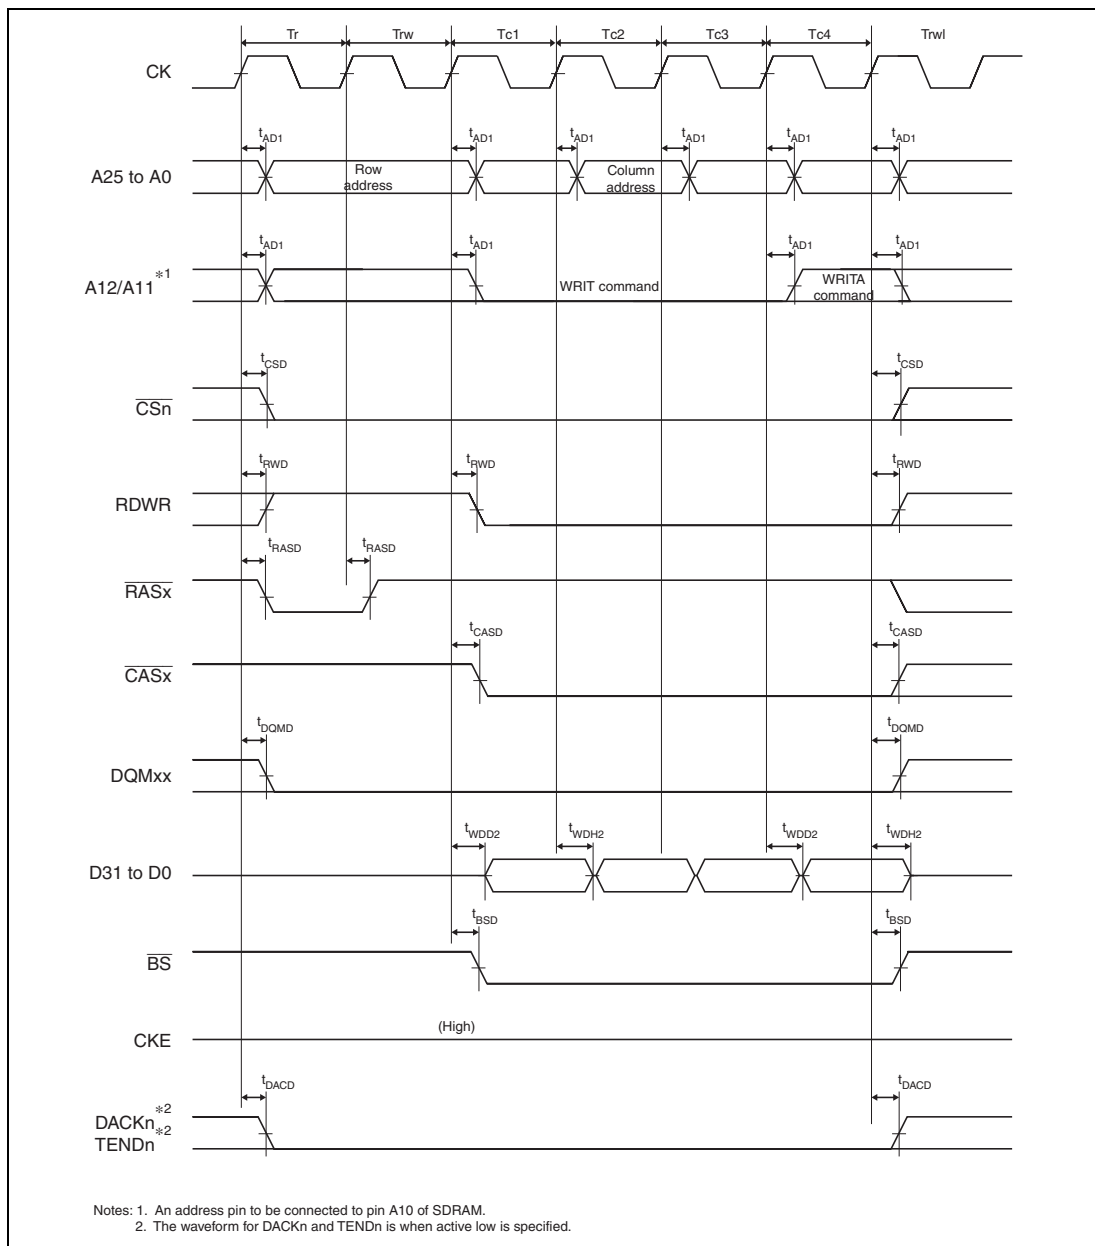 Tr Trw Tc1 Tc2 Tc3 Tc4 Trwl
CK
tAD1 tAD1 tAD1 tAD1 tAD1 tAD1
A25 to A0
Row
address
Column
address
tAD1 tAD1 tAD1 tAD1
A12/A11 *1
WRIT command
WRITA
command
tCSD tCSD
CSn
tRWD tRWD tRWD
RDWR
tRASD tRASD
RASx
tCASD tCASD
CASx
tDQMD tDQMD
DQMxx
tWDD2 tWDH2 tWDD2 tWDH2
D31 to D0
tBSD tBSD
BS
(High)
CKE
tDACD tDACD
DACKn*2
TENDn*2
Notes: 1. An address pin to be connected to pin A10 of SDRAM.
2. The waveform for DACKn and TENDn is when active low is specified.